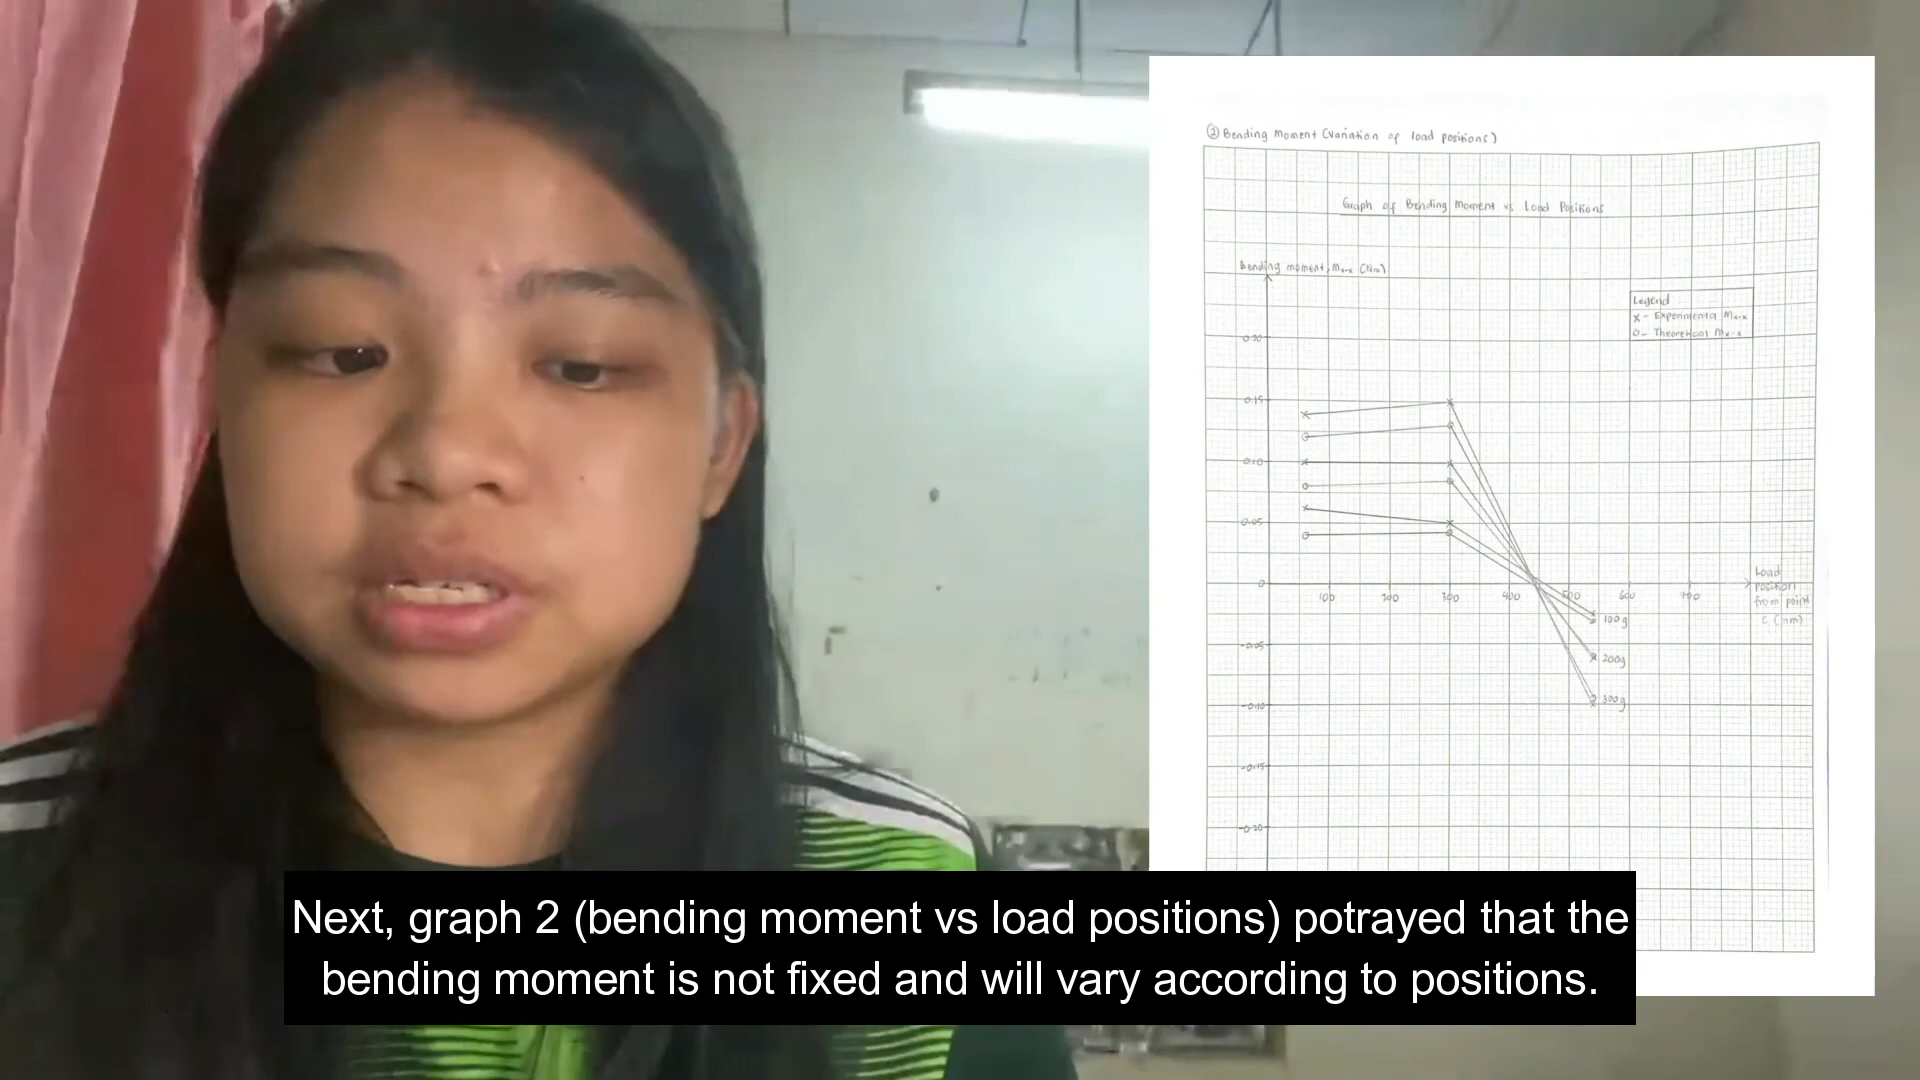 ② Bending Moment (variation of load positions)
Graph of Bending Moment vs Load Positions
Bending moment, Mx-x (Nm)
Legend
x - Experimental Mx-x
o - Theoretical Mx-x
0.20
0.15
0.10
0.05
0
100 200 300 400 500 600 700
Load
position
from point
C (mm)
100g
200g
300g
-0.05
-0.10
-0.15
-0.20
Next, graph 2 (bending moment vs load positions) potrayed that the
bending moment is not fixed and will vary according to positions.